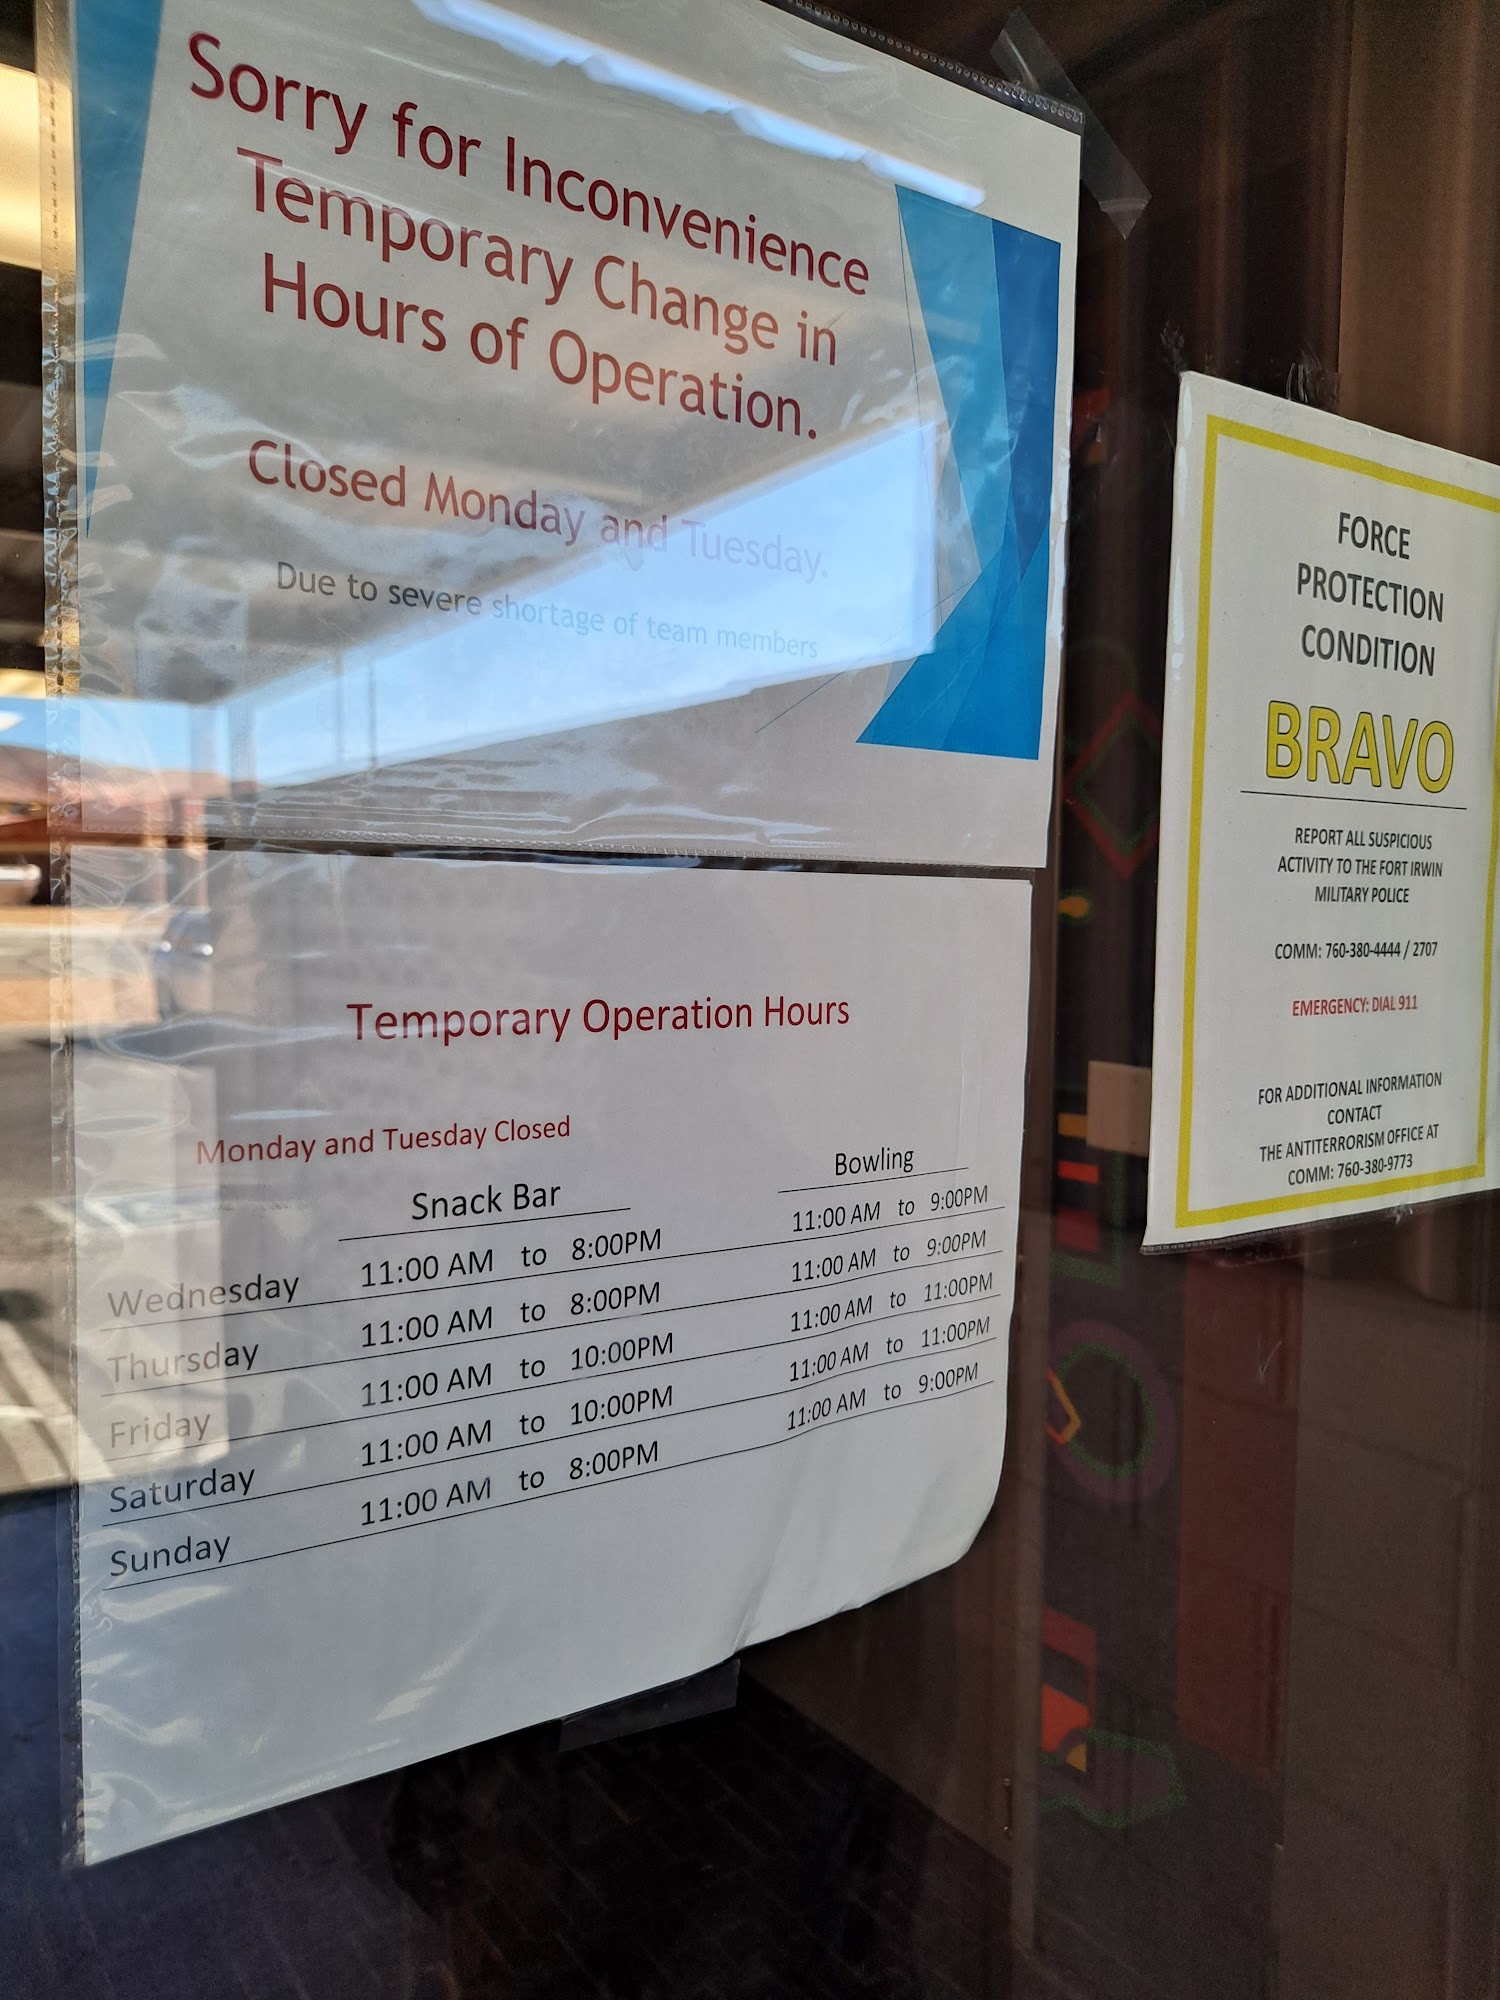 Sorry for Inconvenience
Temporary Change in
Hours of Operation.
Closed Monday and Tuesday.
Due to severe shortage of team members
Temporary Operation Hours
Monday and Tuesday Closed
Snack Bar Bowling
Wednesday 11:00 AM to 8:00PM 11:00 AM to 9:00PM
Thursday 11:00 AM to 8:00PM 11:00 AM to 9:00PM
Friday 11:00 AM to 10:00PM 11:00 AM to 11:00PM
Saturday 11:00 AM to 10:00PM 11:00 AM to 11:00PM
Sunday 11:00 AM to 8:00PM 11:00 AM to 9:00PM
FORCE
PROTECTION
CONDITION
BRAVO
REPORT ALL SUSPICIOUS
ACTIVITY TO THE FORT IRWIN
MILITARY POLICE
COMM: 760-380-4444 / 2707
EMERGENCY: DIAL 911
FOR ADDITIONAL INFORMATION
CONTACT
THE ANTITERRORISM OFFICE AT
COMM: 760-380-9773